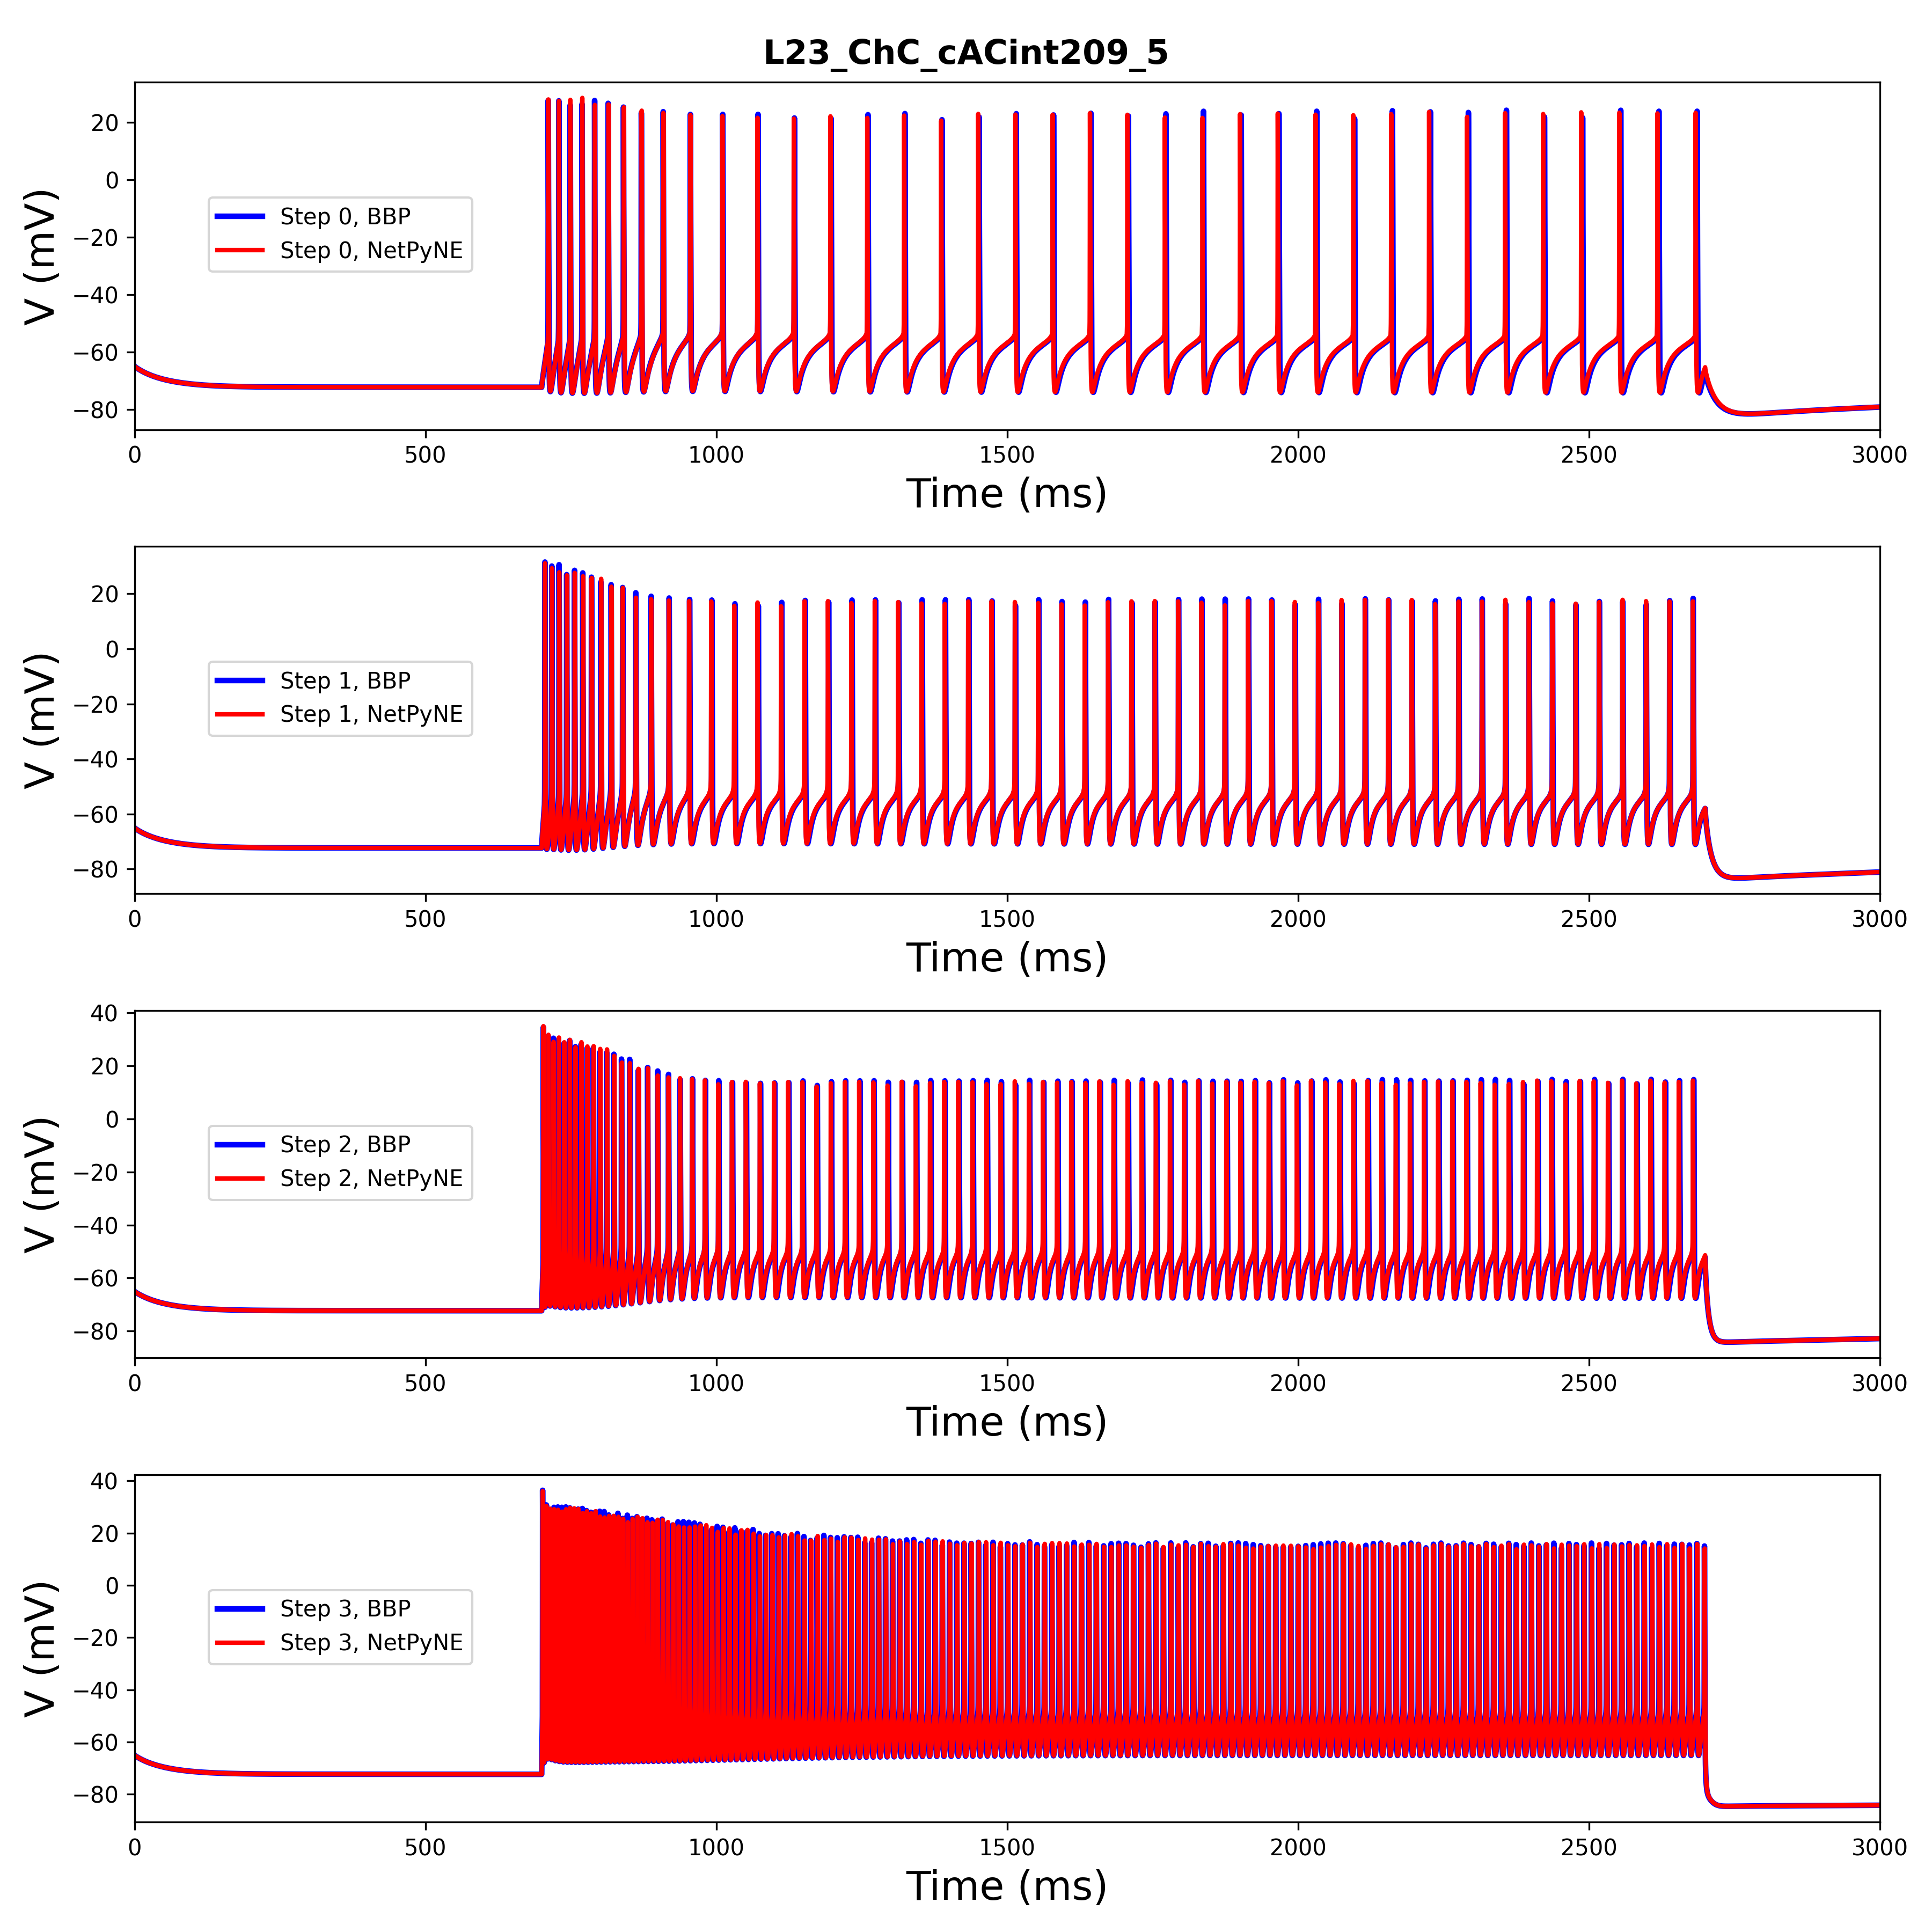 L23_ChC_cACint209_5
V (mV)
20
0
−20
−40
−60
−80
Step 0, BBP
Step 0, NetPyNE
0 500 1000 1500 2000 2500 3000
Time (ms)
V (mV)
20
0
−20
−40
−60
−80
Step 1, BBP
Step 1, NetPyNE
0 500 1000 1500 2000 2500 3000
Time (ms)
V (mV)
40
20
0
−20
−40
−60
−80
Step 2, BBP
Step 2, NetPyNE
0 500 1000 1500 2000 2500 3000
Time (ms)
V (mV)
40
20
0
−20
−40
−60
−80
Step 3, BBP
Step 3, NetPyNE
0 500 1000 1500 2000 2500 3000
Time (ms)